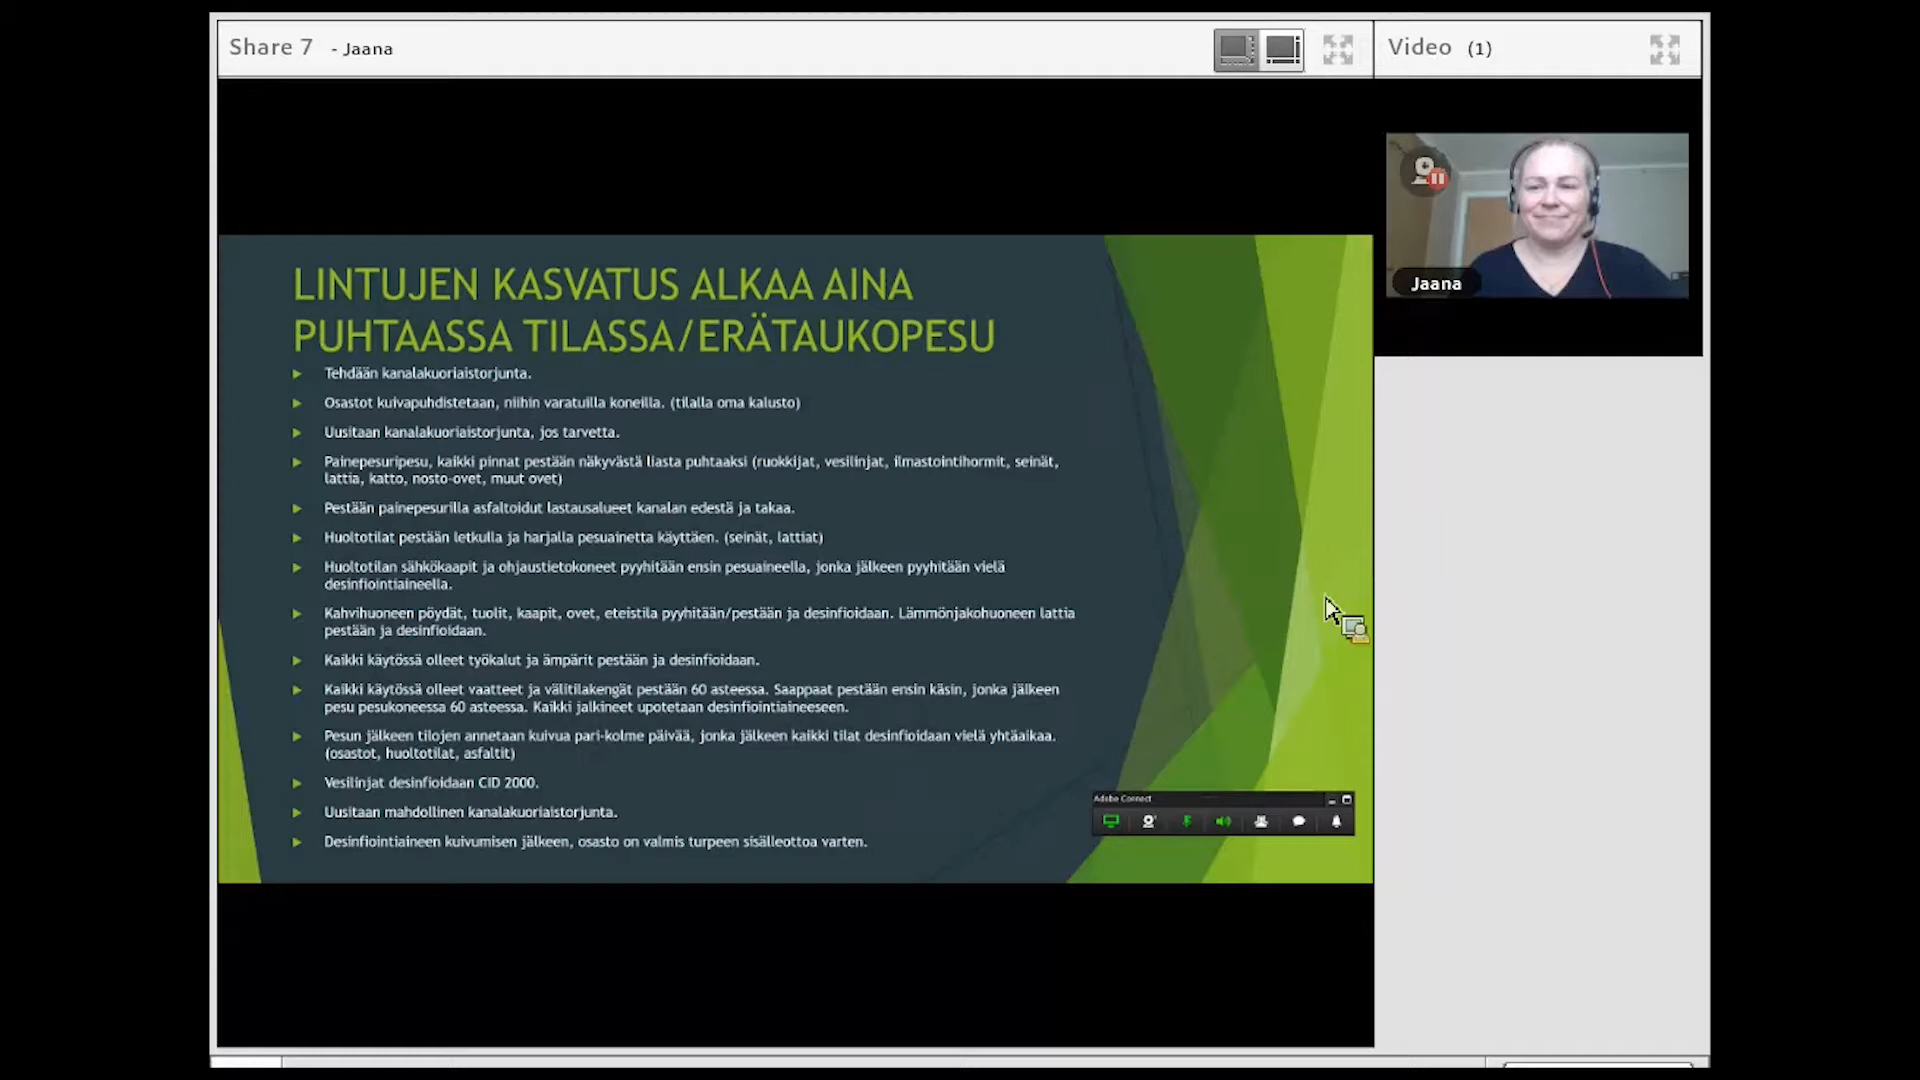 Share 7 - Jaana
Video (1)
Jaana
LINTUJEN KASVATUS ALKAA AINA
PUHTAASSA TILASSA/ERÄTAUKOPESU
Tehdään kanalakuoriaistorjunta.
Osastot kuivapuhdistetaan, niihin varatuilla koneilla. (tilalla oma kalusto)
Uusitaan kanalakuoriaistorjunta, jos tarvetta.
Painepesuripesu, kaikki pinnat pestään näkyvästä liasta puhtaaksi (ruokkijat, vesilinjat, ilmastointihormit, seinät,
lattia, katto, nosto-ovet, muut ovet)
Pestään painepesurilla asfaltoidut lastausalueet kanalan edestä ja takaa.
Huoltotilat pestään letkulla ja harjalla pesuainetta käyttäen. (seinät, lattiat)
Huoltotilan sähkökaapit ja ohjaustietokoneet pyyhitään ensin pesuaineella, jonka jälkeen pyyhitään vielä
desinfiointiaineella.
Kahvihuoneen pöydät, tuolit, kaapit, ovet, eteistila pyyhitään/pestään ja desinfioidaan. Lämmönjakohuoneen lattia
pestään ja desinfioidaan.
Kaikki käytössä olleet työkalut ja ämpärit pestään ja desinfioidaan.
Kaikki käytössä olleet vaatteet ja välitilakengät pestään 60 asteessa. Saappaat pestään ensin käsin, jonka jälkeen
pesu pesukoneessa 60 asteessa. Kaikki jalkineet upotetaan desinfiointiaineeseen.
Pesun jälkeen tilojen annetaan kuivua pari-kolme päivää, jonka jälkeen kaikki tilat desinfioidaan vielä yhtäaikaa.
(osastot, huoltotilat, asfaltit)
Vesilinjat desinfioidaan CID 2000.
Uusitaan mahdollinen kanalakuoriaistorjunta.
Desinfiointiaineen kuivumisen jälkeen, osasto on valmis turpeen sisälleottoa varten.
Adobe Connect